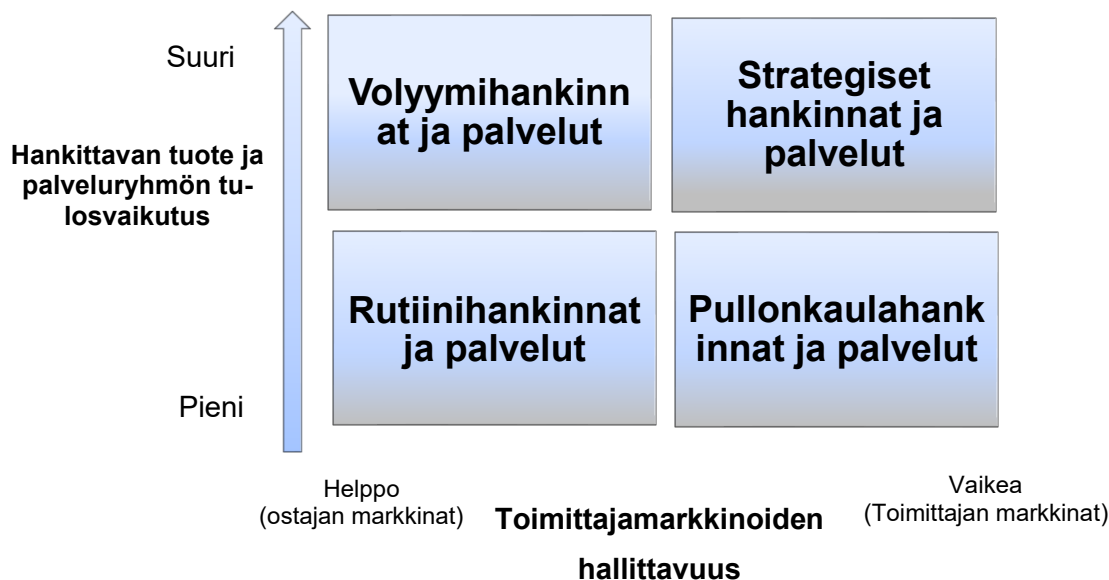 Suuri
Hankittavan tuote ja
palveluryhmön tu-
losvaikutus
Pieni
Volyymihankinn
at ja palvelut
Strategiset
hankinnat ja
palvelut
Rutiinihankinnat
ja palvelut
Pullonkaulahank
innat ja palvelut
Helppo
(ostajan markkinat)
Toimittajamarkkinoiden
hallittavuus
Vaikea
(Toimittajan markkinat)